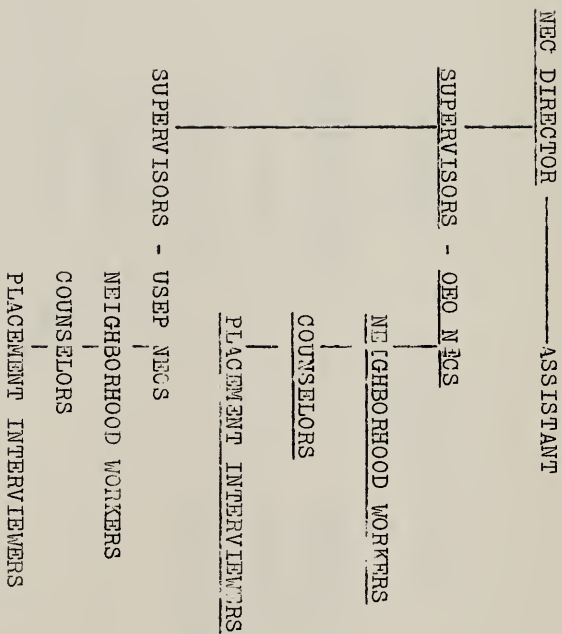 NEC DIRECTOR ASSISTANT
SUPERVISORS - OEO NECS
NEIGHBORHOOD WORKERS
COUNSELORS
PLACEMENT INTERVIEWERS
SUPERVISORS - USEP NECS
NEIGHBORHOOD WORKERS
COUNSELORS
PLACEMENT INTERVIEWERS